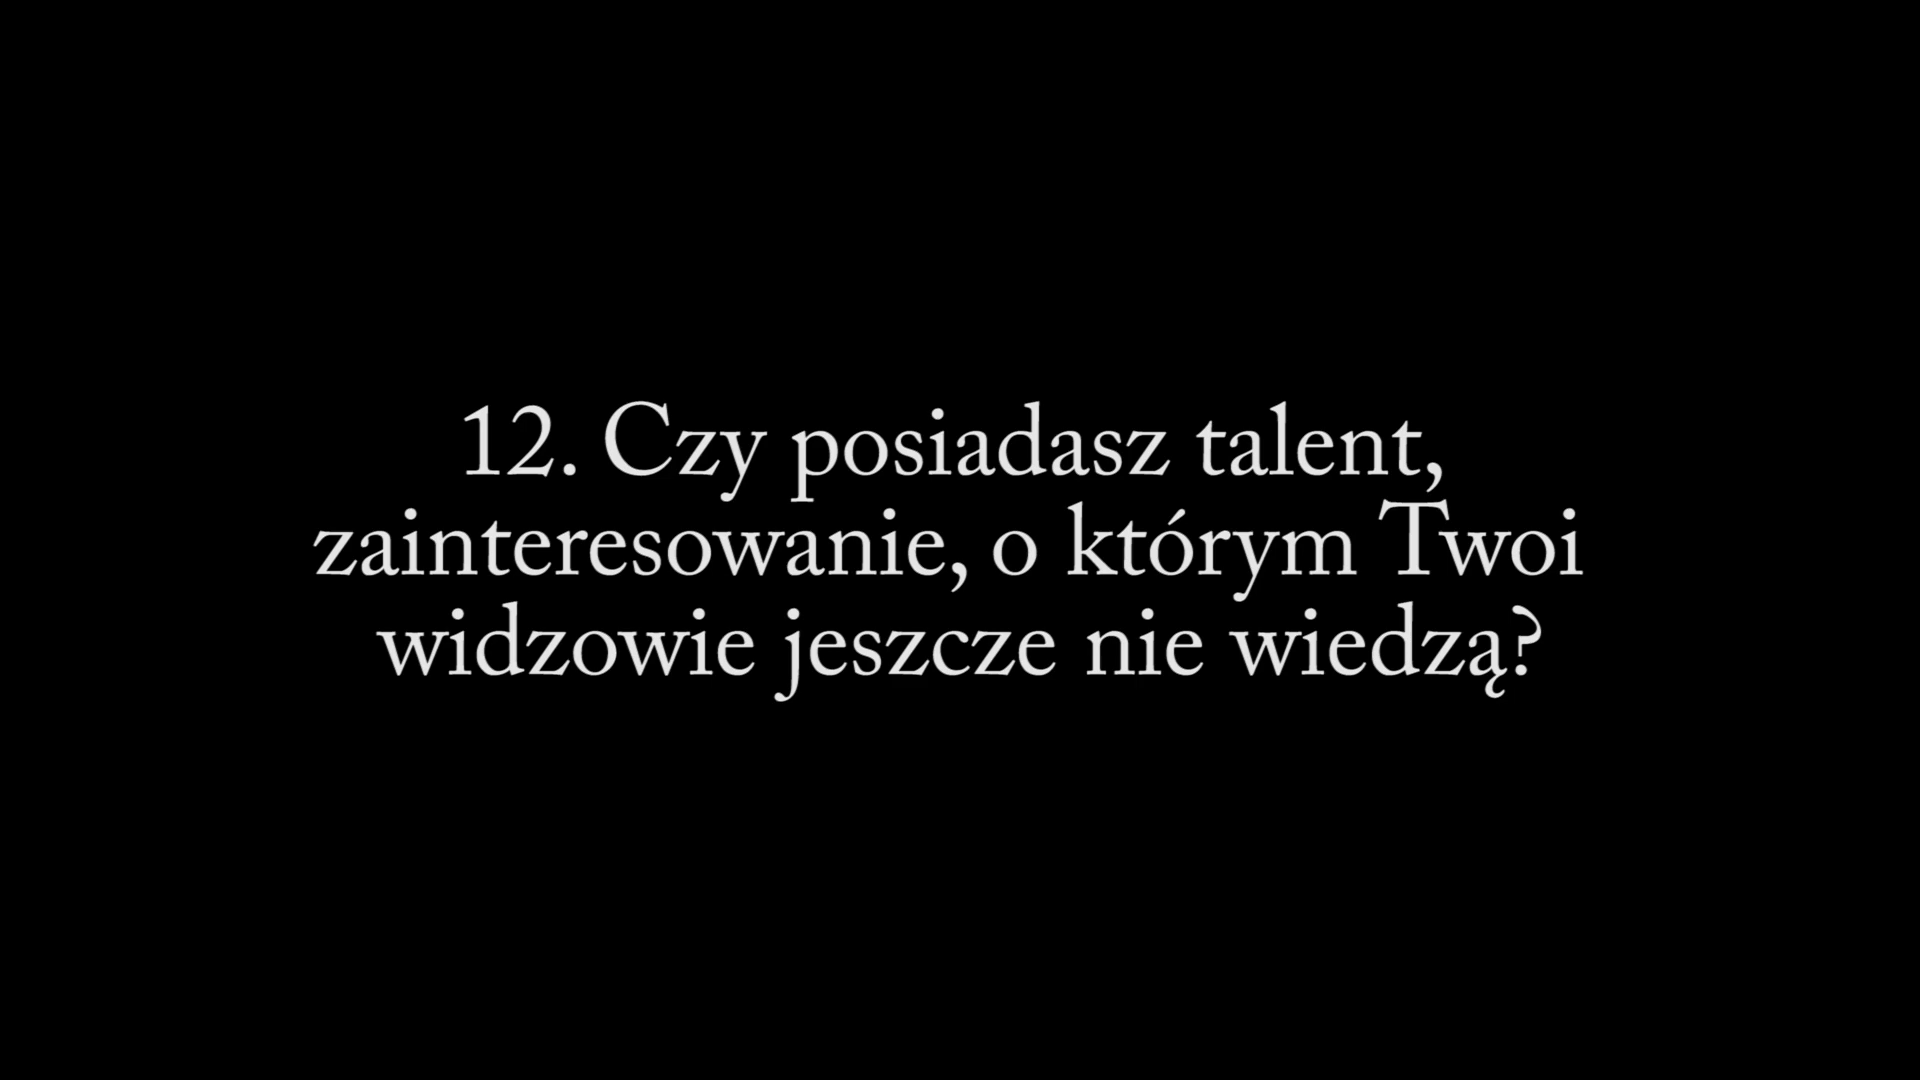 12. Czy posiadasz talent,
zainteresowanie, o którym Twoi
widzowie jeszcze nie wiedzą?